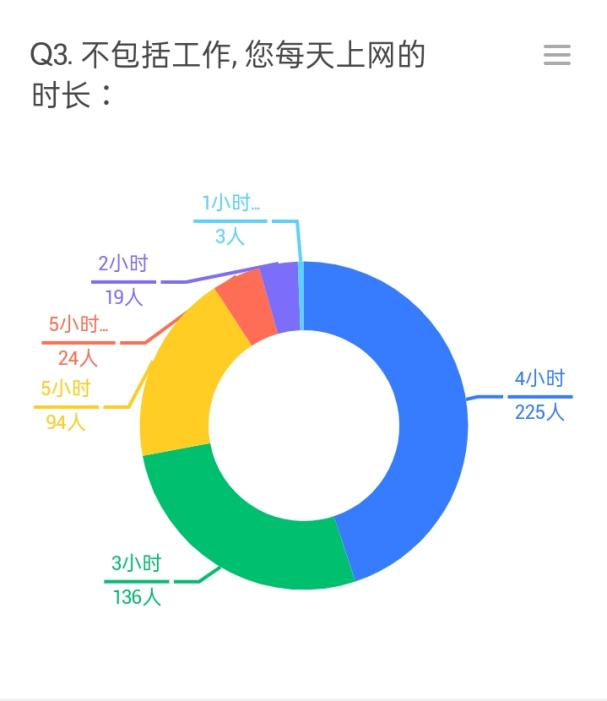 Q3. 不包括工作, 您每天上网的
时长：
1小时...
3人
2小时
19人
5小时...
24人
5小时
94人
4小时
225人
3小时
136人